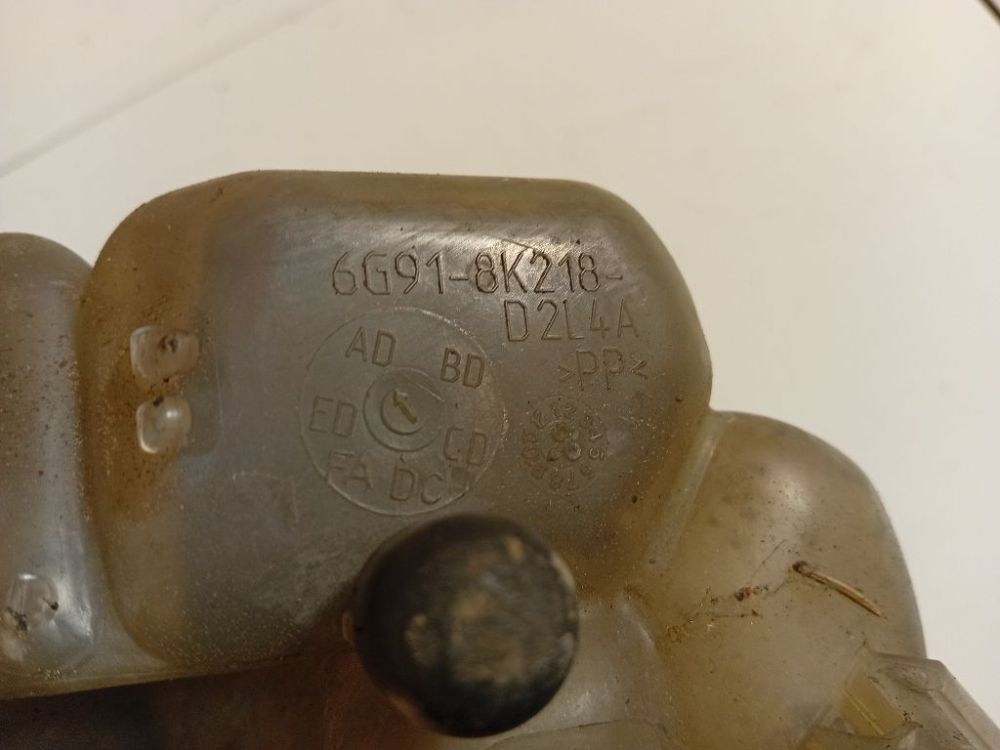 6G91-8K218-
D2L4A
>PP<
AD
BD
ED
CD
FA
DC